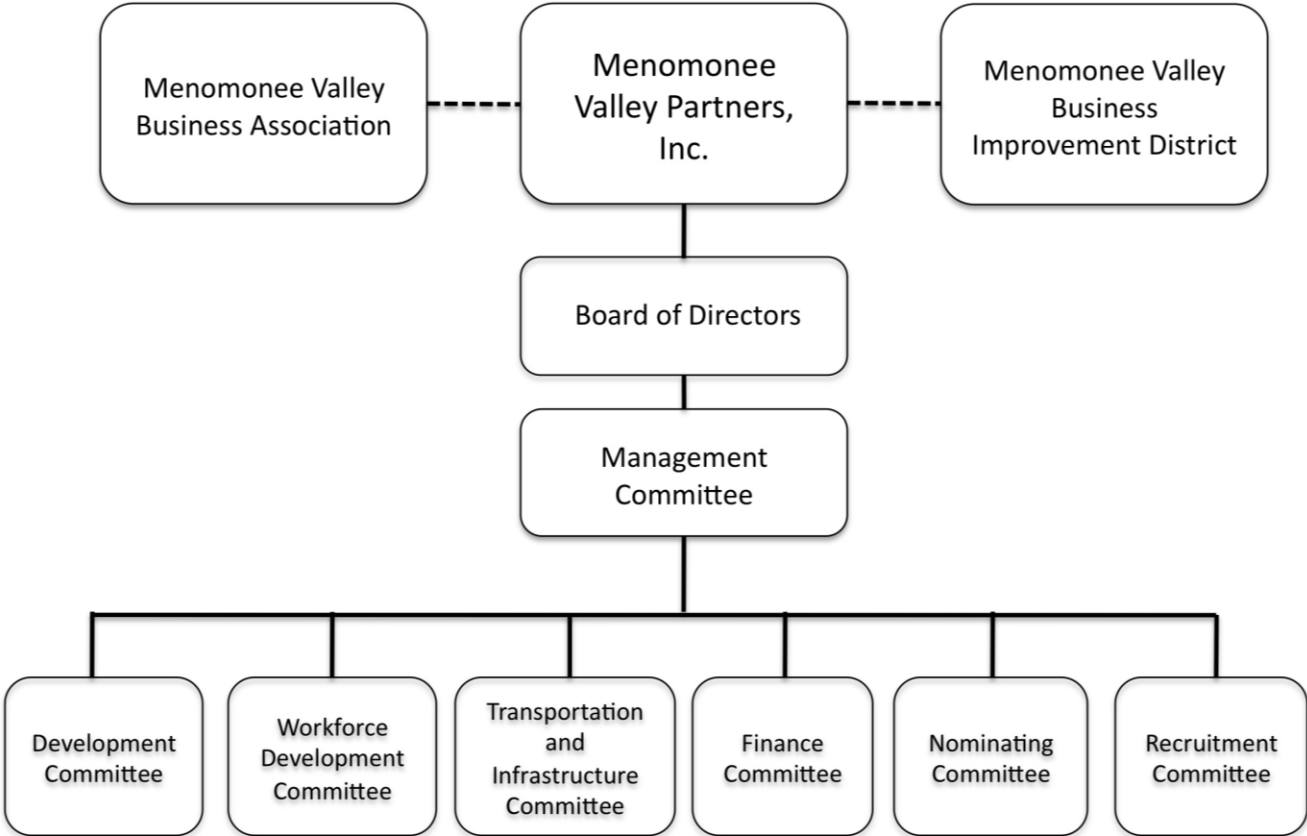 Menomonee Valley
Business Association
Menomonee
Valley Partners,
Inc.
Menomonee Valley
Business
Improvement District
Board of Directors
Management
Committee
Development
Committee
Workforce
Development
Committee
Transportation
and
Infrastructure
Committee
Finance
Committee
Nominating
Committee
Recruitment
Committee